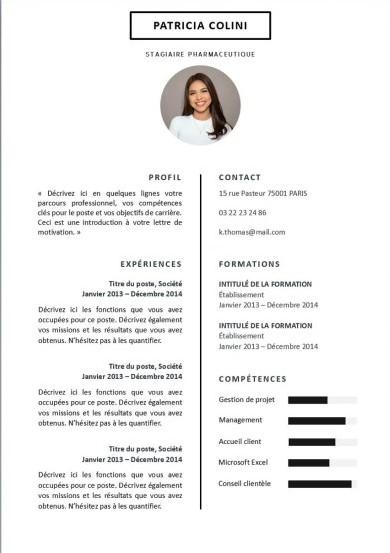 PATRICIA COLINI
STAGIAIRE PHARMACEUTIQUE
PROFIL
« Décrivez ici en quelques lignes votre
parcours professionnel, vos compétences
clés pour le poste et vos objectifs de carrière.
Ceci est une introduction à votre lettre de
motivation. »
EXPÉRIENCES
Titre du poste, Société
Janvier 2013 – Décembre 2014
Décrivez ici les fonctions que vous avez
occupées pour ce poste. Décrivez également
vos missions et les résultats que vous avez
obtenus. N'hésitez pas à les quantifier.
Titre du poste, Société
Janvier 2013 – Décembre 2014
Décrivez ici les fonctions que vous avez
occupées pour ce poste. Décrivez également
vos missions et les résultats que vous avez
obtenus. N'hésitez pas à les quantifier.
Titre du poste, Société
Janvier 2013 – Décembre 2014
Décrivez ici les fonctions que vous avez
occupées pour ce poste. Décrivez également
vos missions et les résultats que vous avez
obtenus. N'hésitez pas à les quantifier.
CONTACT
15 rue Pasteur 75001 PARIS
03 22 23 24 86
k.thomas@mail.com
FORMATIONS
INTITULÉ DE LA FORMATION
Établissement
Janvier 2013 – Décembre 2014
INTITULÉ DE LA FORMATION
Établissement
Janvier 2013 – Décembre 2014
COMPÉTENCES
Gestion de projet
Management
Accueil client
Microsoft Excel
Conseil clientèle